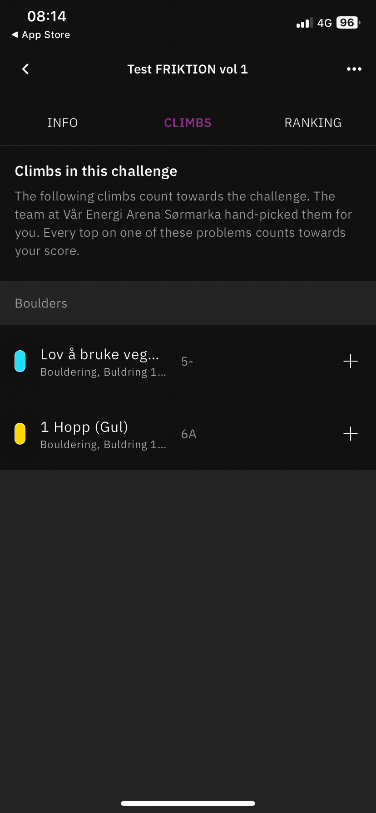 08:14
4G 96
App Store
Test FRIKTION vol 1
INFO CLIMBS RANKING
Climbs in this challenge
The following climbs count towards the challenge. The
team at Vår Energi Arena Sørmarka hand-picked them for
you. Every top on one of these problems counts towards
your score.
Boulders
Lov å bruke veg...
5-
Bouldering, Buldring 1...
1 Hopp (Gul)
6A
Bouldering, Buldring 1...